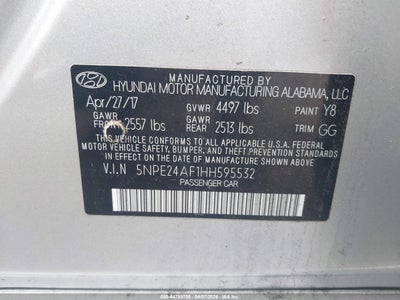 MANUFACTURED BY
HYUNDAI MOTOR MANUFACTURING ALABAMA, LLC
Apr/27/17 GVWR 4497 lbs PAINT Y8
GAWR FRONT 2557 lbs GAWR REAR 2513 lbs TRIM GG
THIS VEHICLE CONFORMS TO ALL APPLICABLE U.S. FEDERAL
MOTOR VEHICLE SAFETY, BUMPER, AND THEFT PREVENTION STANDARDS
IN EFFECT ON THE DATE OF MANUFACTURE SHOWN ABOVE.
V.I.N 5NPE24AF1HH595532
PASSENGER CAR